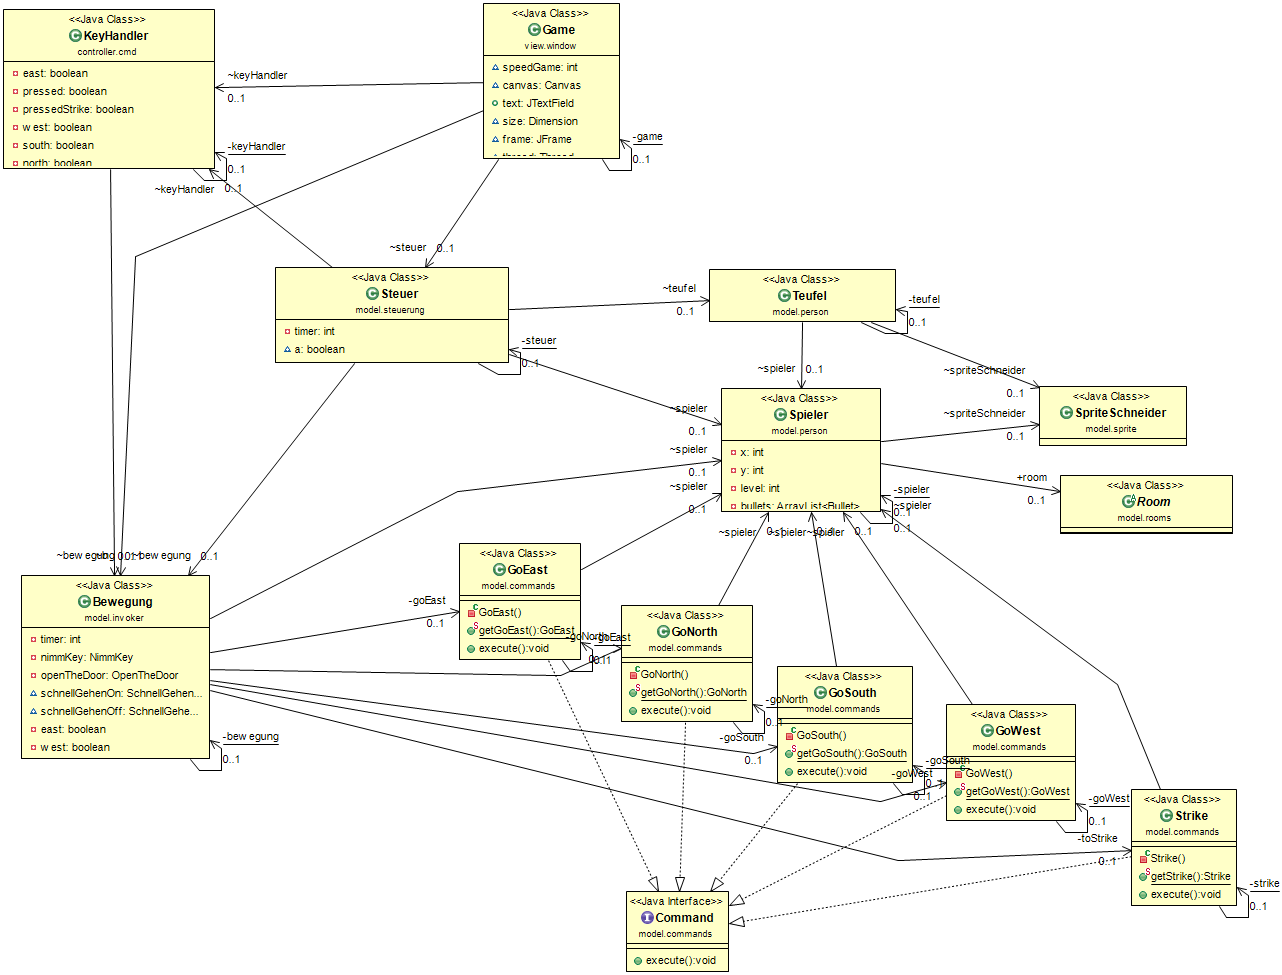 <<Java Class>>
KeyHandler
controller.cmd
east: boolean
pressed: boolean
pressedStrike: boolean
west: boolean
south: boolean
north: boolean
<<Java Class>>
Game
view.window
speedGame: int
canvas: Canvas
text: JTextField
size: Dimension
frame: JFrame
thread: Thread
~keyHandler
0..1
-game
0..1
-keyHandler
0..1
~keyHandler
0..1
~steuer
0..1
<<Java Class>>
Steuer
model.steuerung
timer: int
a: boolean
~teufel
0..1
<<Java Class>>
Teufel
model.person
-teufel
0..1
-steuer
0..1
~spieler
0..1
~spriteSchneider
0..1
~spieler
0..1
<<Java Class>>
Spieler
model.person
x: int
y: int
level: int
bullets: ArrayList<Bullet>
~spriteSchneider
0..1
<<Java Class>>
SpriteSchneider
model.sprite
~spieler
0..1
~spieler
0..1
+room
0..1
<<Java Class>>
Room
model.rooms
-spieler
0..1
~spieler
0..1
~spieler
0..1
~spieler
~spieler
0..1
~bewegung
~bewegung
0..1
<<Java Class>>
Bewegung
model.invoker
timer: int
nimmKey: NimmKey
openTheDoor: OpenTheDoor
schnellGehenOn: SchnellGehen...
schnellGehenOff: SchnellGehe...
east: boolean
west: boolean
-bewegung
0..1
-goEast
0..1
<<Java Class>>
GoEast
model.commands
GoEast()
getGoEast():GoEast
execute():void
-goNorth
-goEast
0..1
<<Java Class>>
GoNorth
model.commands
GoNorth()
getGoNorth():GoNorth
execute():void
-goNorth
0..1
-goSouth
0..1
<<Java Class>>
GoSouth
model.commands
GoSouth()
getGoSouth():GoSouth
execute():void
-goSouth
0..1
-goWest
0..1
<<Java Class>>
GoWest
model.commands
GoWest()
getGoWest():GoWest
execute():void
-goWest
0..1
-toStrike
0..1
<<Java Class>>
Strike
model.commands
Strike()
getStrike():Strike
execute():void
-strike
0..1
<<Java Interface>>
Command
model.commands
execute():void